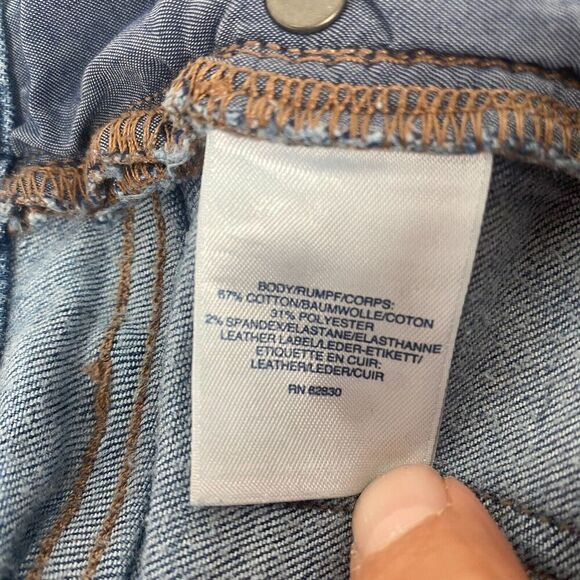 BODY/RUMPF/CORPS:
67% COTTON/BAUMWOLLE/COTON
31% POLYESTER
2% SPANDEX/ELASTANE/ELASTHANNE
LEATHER LABEL/LEDER-ETIKETT/
ETIQUETTE EN CUIR:
LEATHER/LEDER/CUIR
RN 62830